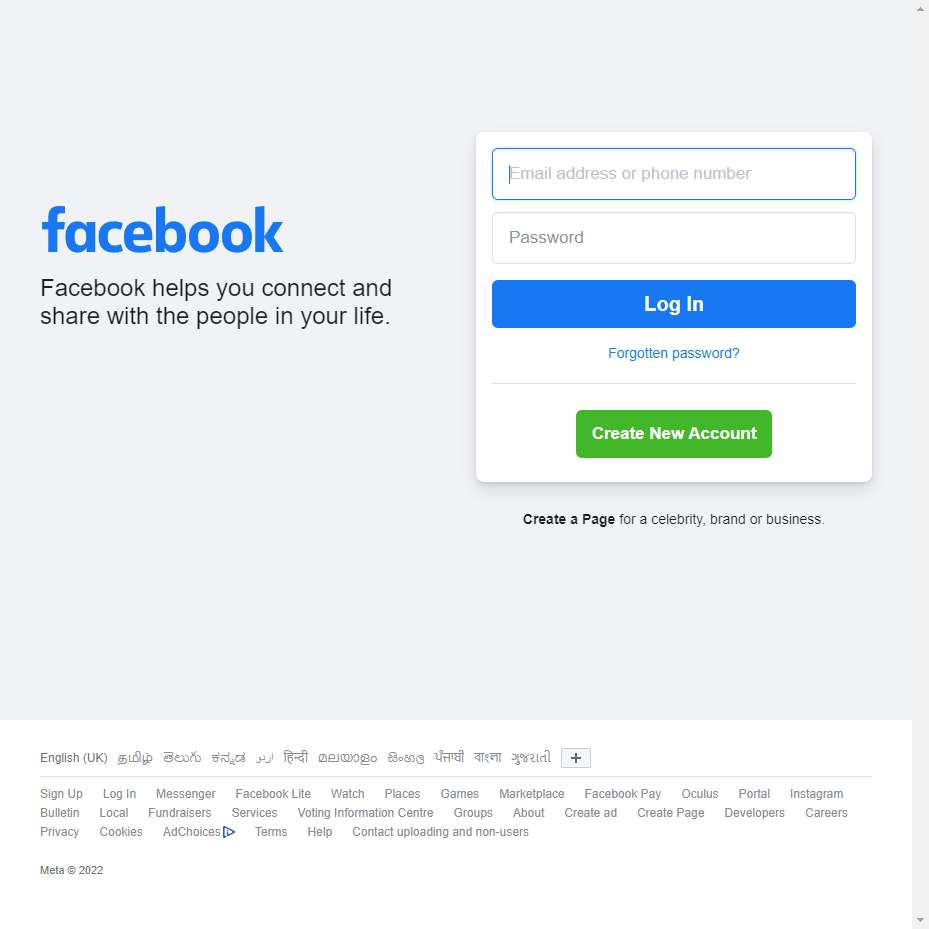 facebook
Facebook helps you connect and
share with the people in your life.
Email address or phone number
Password
Log In
Forgotten password?
Create New Account
Create a Page for a celebrity, brand or business.
English (UK) தமிழ் తెలుగు ಕನ್ನಡ اردو हिन्दी മലയാളം සිංහල ਪੰਜਾਬੀ বাংলা ગુજરાતી +
Sign Up Log In Messenger Facebook Lite Watch Places Games Marketplace Facebook Pay Oculus Portal Instagram
Bulletin Local Fundraisers Services Voting Information Centre Groups About Create ad Create Page Developers Careers
Privacy Cookies AdChoices Terms Help Contact uploading and non-users
Meta © 2022